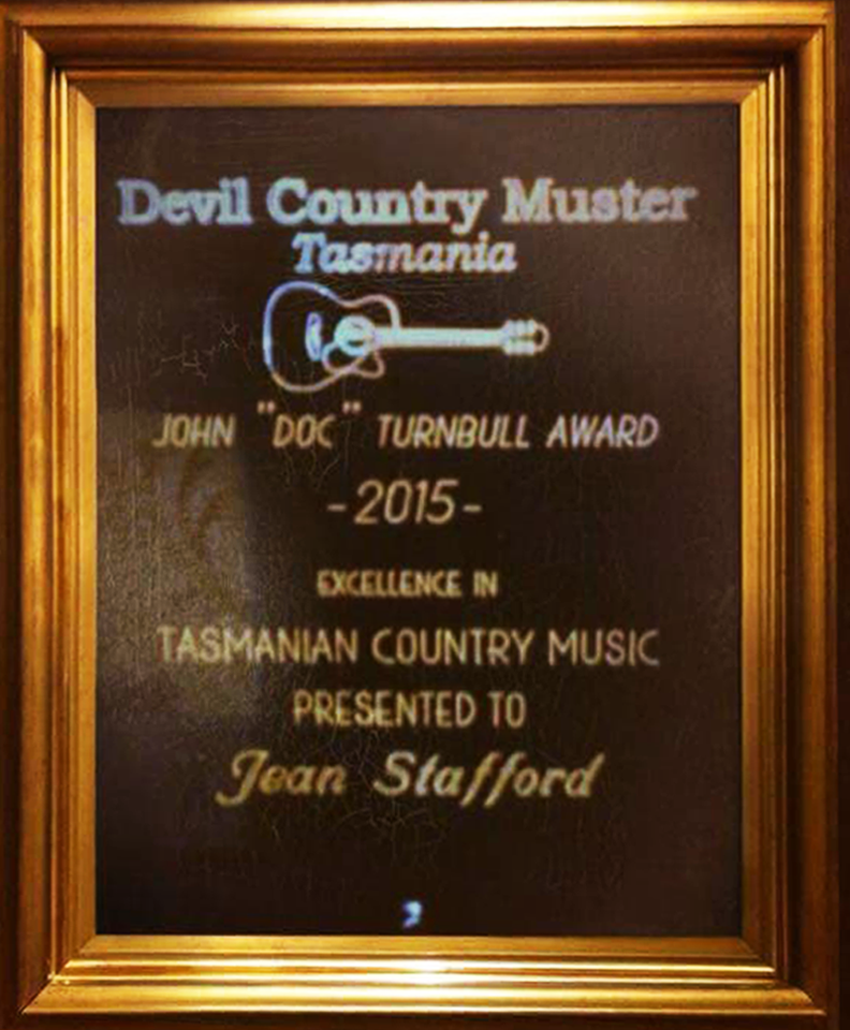 Devil Country Muster
Tasmania
JOHN "DOC" TURNBULL AWARD
-2015-
EXCELLENCE IN
TASMANIAN COUNTRY MUSIC
PRESENTED TO
Jean Stafford